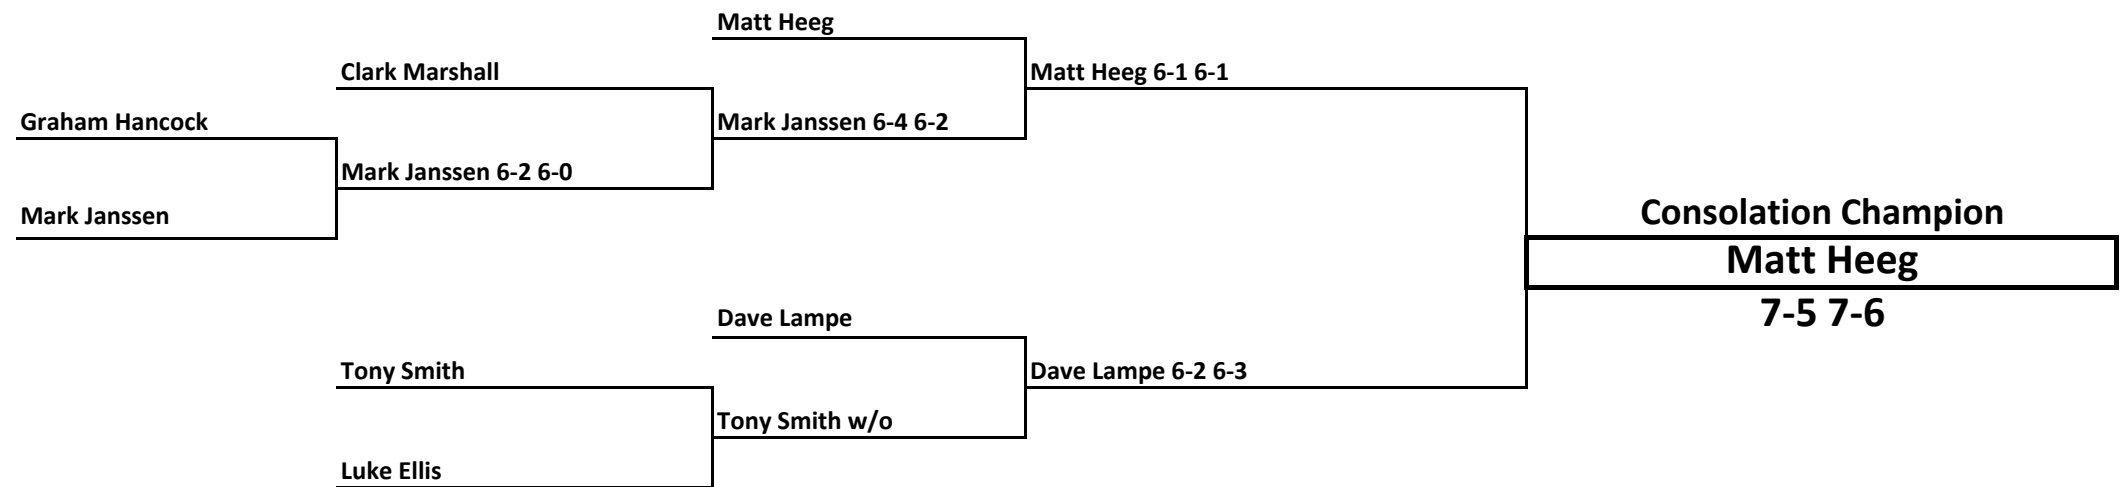 Matt Heeg
Clark Marshall
Matt Heeg 6-1 6-1
Graham Hancock
Mark Janssen 6-4 6-2
Mark Janssen 6-2 6-0
Mark Janssen
Consolation Champion
Matt Heeg
7-5 7-6
Dave Lampe
Tony Smith
Dave Lampe 6-2 6-3
Tony Smith w/o
Luke Ellis